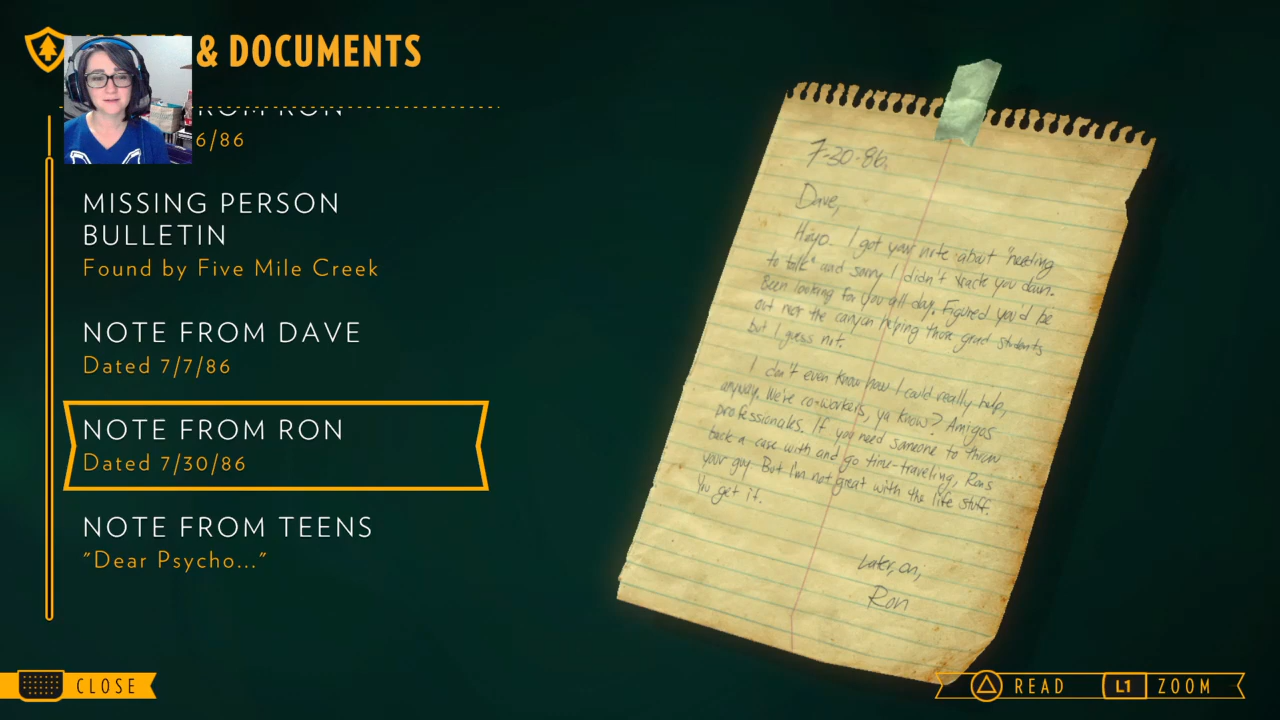 & DOCUMENTS
FROM RON
6/86
MISSING PERSON
BULLETIN
Found by Five Mile Creek
NOTE FROM DAVE
Dated 7/7/86
NOTE FROM RON
Dated 7/30/86
NOTE FROM TEENS
"Dear Psycho..."
7-30-86.
Dave,
Heyo. I got your note about "needing
to talk" and sorry I didn't track you down.
Been looking for you all day. Figured you'd be
out near the canyon helping those grad students
but I guess not.
I don't even know how I could really help,
anyway. We're co-workers, ya know? Amigos
professionales. If you need someone to throw
back a case with and go time-traveling, Ron's
your guy. But I'm not great with the life stuff.
You get it.
Later, on,
Ron
CLOSE
READ
L1 ZOOM